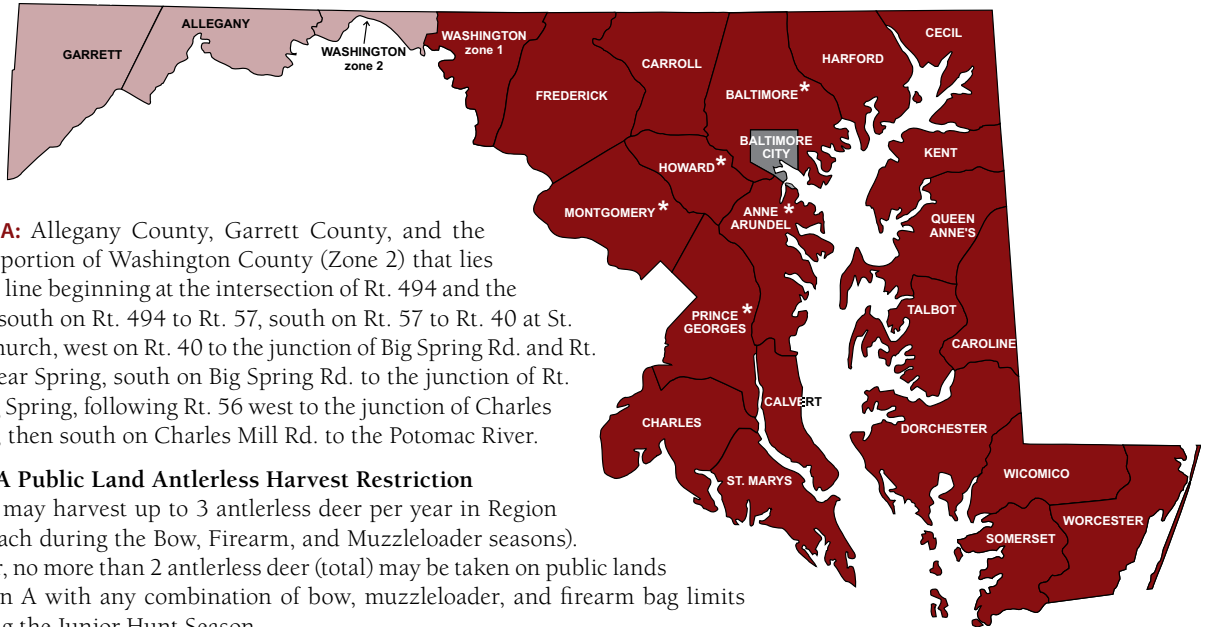 GARRETT
ALLEGANY
WASHINGTON
zone 2
WASHINGTON
zone 1
FREDERICK
CARROLL
BALTIMORE*
HARFORD
CECIL
BALTIMORE
CITY
HOWARD*
MONTGOMERY*
ANNE *
ARUNDEL
KENT
QUEEN
ANNE'S
PRINCE *
GEORGES
TALBOT
CAROLINE
CALVERT
CHARLES
DORCHESTER
ST. MARYS
WICOMICO
WORCESTER
SOMERSET
A: Allegany County, Garrett County, and the
portion of Washington County (Zone 2) that lies
line beginning at the intersection of Rt. 494 and the
south on Rt. 494 to Rt. 57, south on Rt. 57 to Rt. 40 at St.
hurch, west on Rt. 40 to the junction of Big Spring Rd. and Rt.
ear Spring, south on Big Spring Rd. to the junction of Rt.
Spring, following Rt. 56 west to the junction of Charles
, then south on Charles Mill Rd. to the Potomac River.
A Public Land Antlerless Harvest Restriction
may harvest up to 3 antlerless deer per year in Region
ach during the Bow, Firearm, and Muzzleloader seasons).
r, no more than 2 antlerless deer (total) may be taken on public lands
n A with any combination of bow, muzzleloader, and firearm bag limits
g the Junior Hunt Season